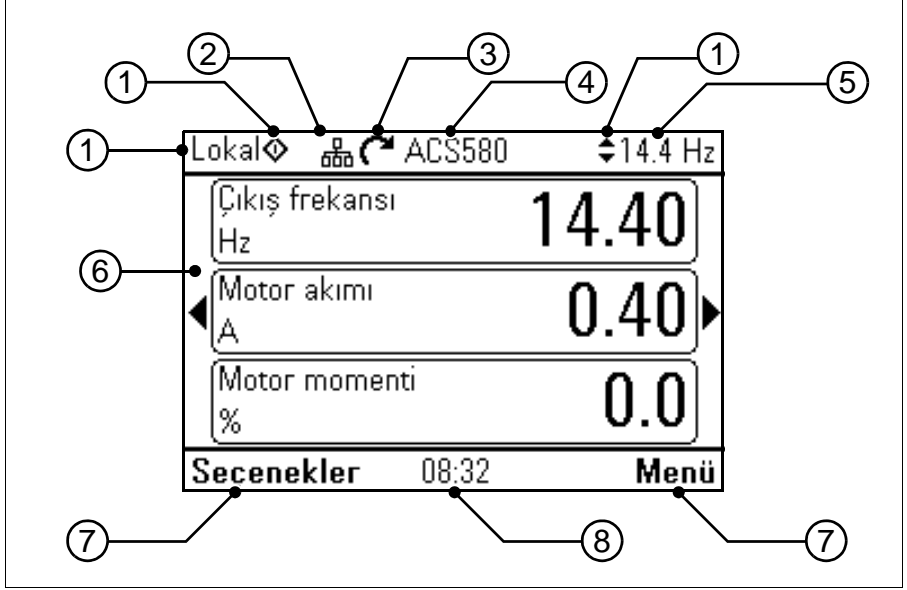 2 3 1
1 4 5
1 Lokal ACS580 14.4 Hz
Çıkış frekansı 14.40
Hz
6
Motor akımı 0.40
A
Motor momenti 0.0
%
Secenekler 08:32 Menü
7 8 7